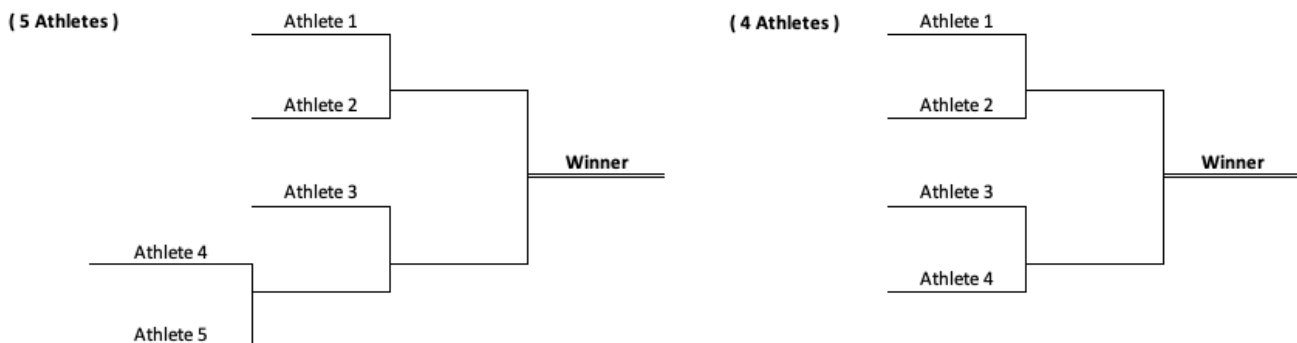 ( 5 Athletes )
Athlete 1
Athlete 2
Winner
Athlete 3
Athlete 4
Athlete 5
( 4 Athletes )
Athlete 1
Athlete 2
Winner
Athlete 3
Athlete 4